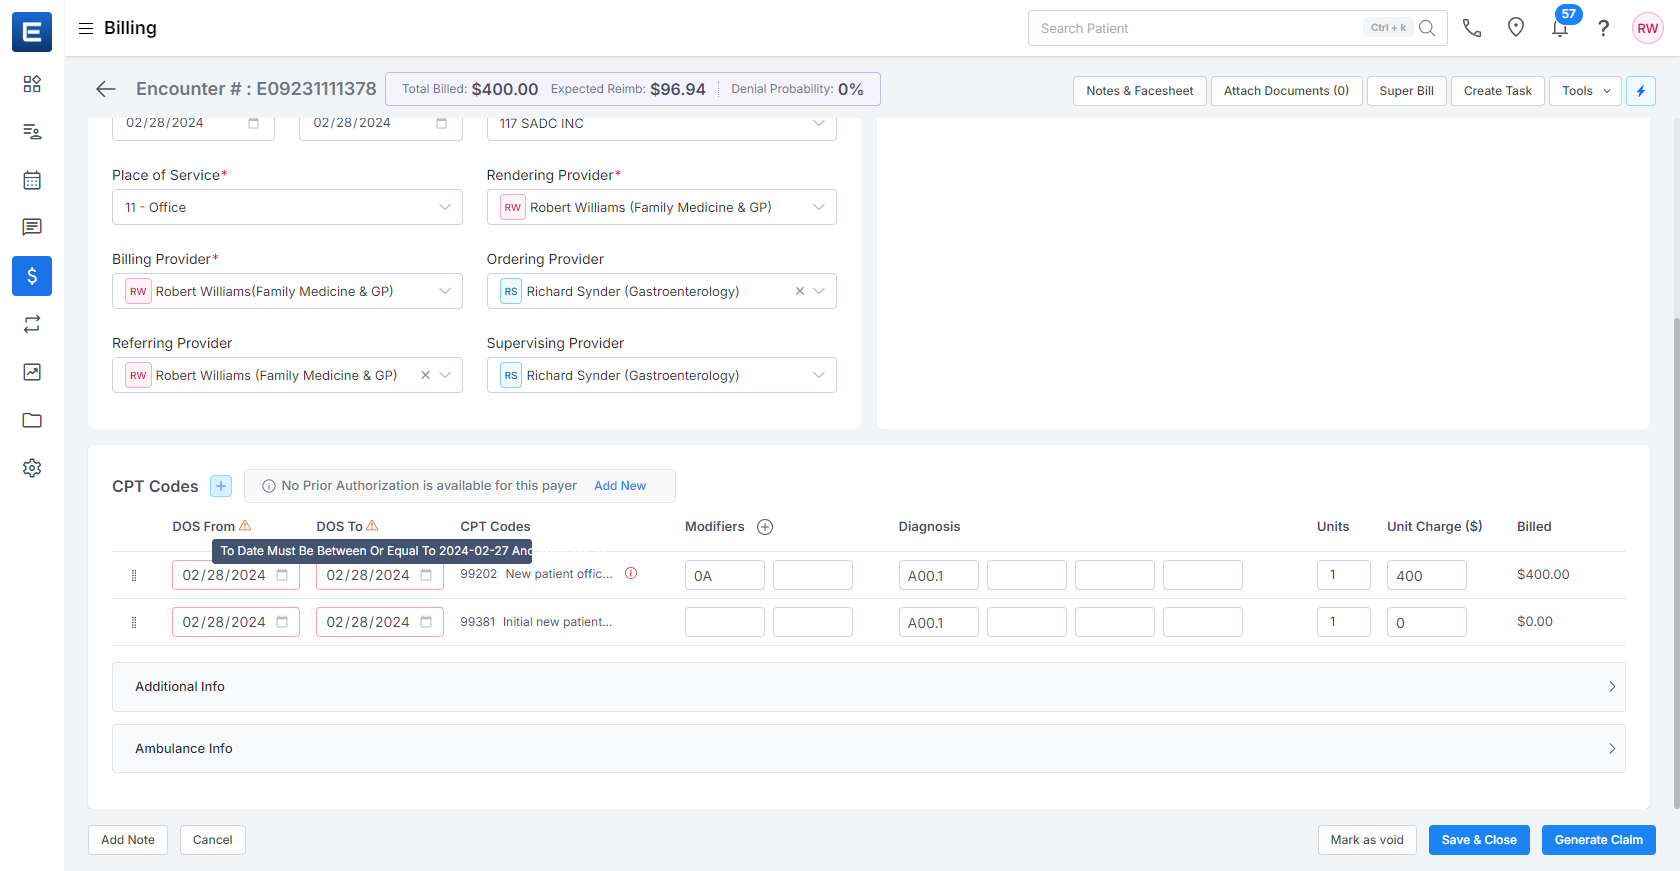 Billing
Search Patient
Ctrl + k
57
RW
Encounter # : E09231111378
Total Billed: $400.00 Expected Reimb: $96.94 Denial Probability: 0%
Notes & Facesheet
Attach Documents (0)
Super Bill
Create Task
Tools
02/28/2024
02/28/2024
117 SADC INC
Place of Service*
Rendering Provider*
11 - Office
RW Robert Williams (Family Medicine & GP)
Billing Provider*
Ordering Provider
RW Robert Williams(Family Medicine & GP)
RS Richard Synder (Gastroenterology)
Referring Provider
Supervising Provider
RW Robert Williams (Family Medicine & GP)
RS Richard Synder (Gastroenterology)
CPT Codes
No Prior Authorization is available for this payer Add New
DOS From DOS To CPT Codes Modifiers Diagnosis Units Unit Charge ($) Billed
To Date Must Be Between Or Equal To 2024-02-27 And
02/28/2024 02/28/2024 99202 New patient offic... 0A A00.1 1 400 $400.00
02/28/2024 02/28/2024 99381 Initial new patient... A00.1 1 0 $0.00
Additional Info
Ambulance Info
Add Note
Cancel
Mark as void
Save & Close
Generate Claim